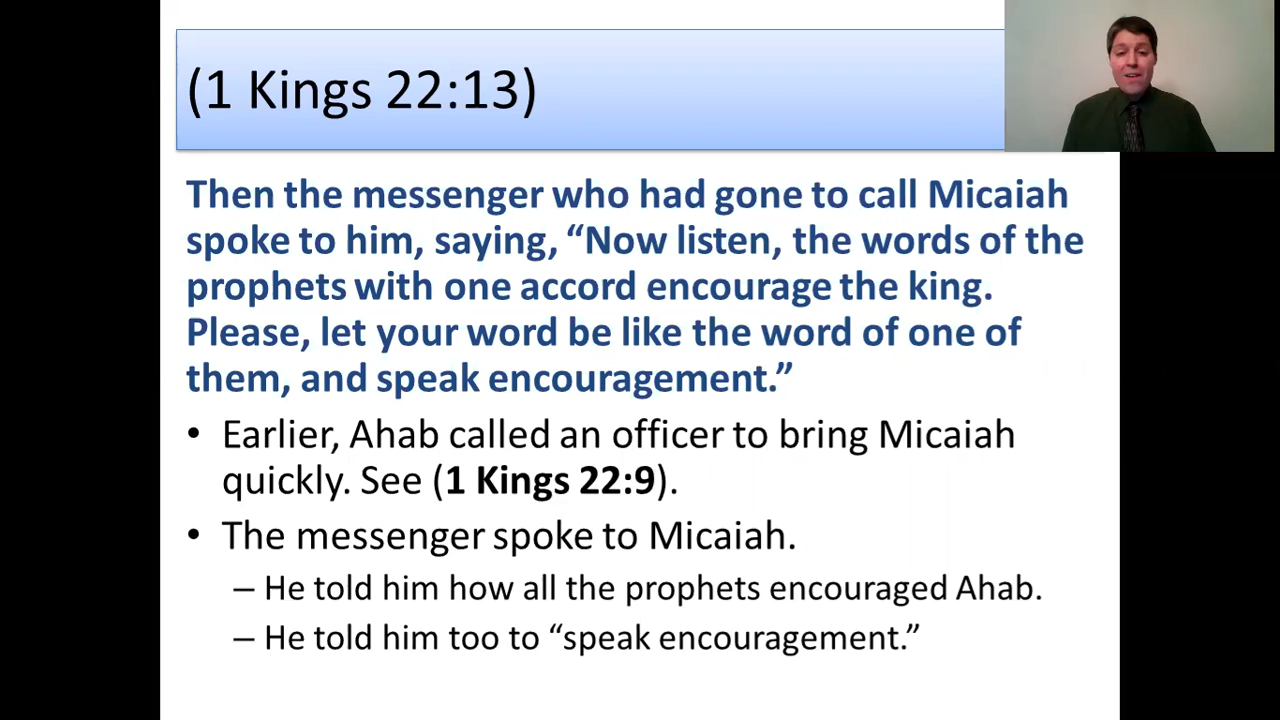 (1 Kings 22:13)
Then the messenger who had gone to call Micaiah
spoke to him, saying, “Now listen, the words of the
prophets with one accord encourage the king.
Please, let your word be like the word of one of
them, and speak encouragement.”
• Earlier, Ahab called an officer to bring Micaiah
quickly. See (1 Kings 22:9).
• The messenger spoke to Micaiah.
– He told him how all the prophets encouraged Ahab.
– He told him too to “speak encouragement.”